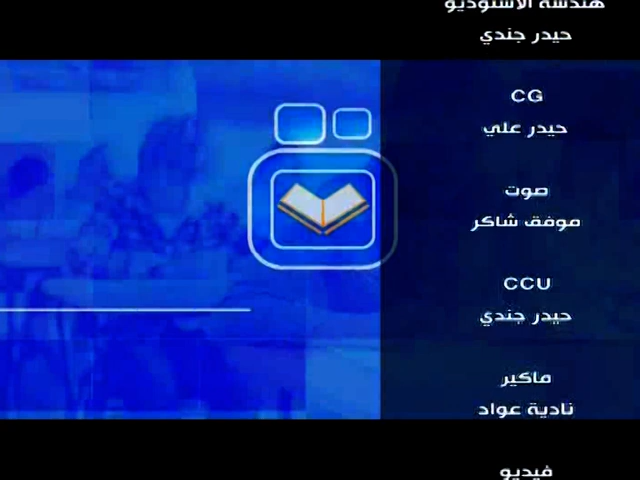 هندسة الاستوديو
حيدر جندي
CG
حيدر علي
صوت
موفق شاكر
CCU
حيدر جندي
ماكير
نادية عواد
فيديو